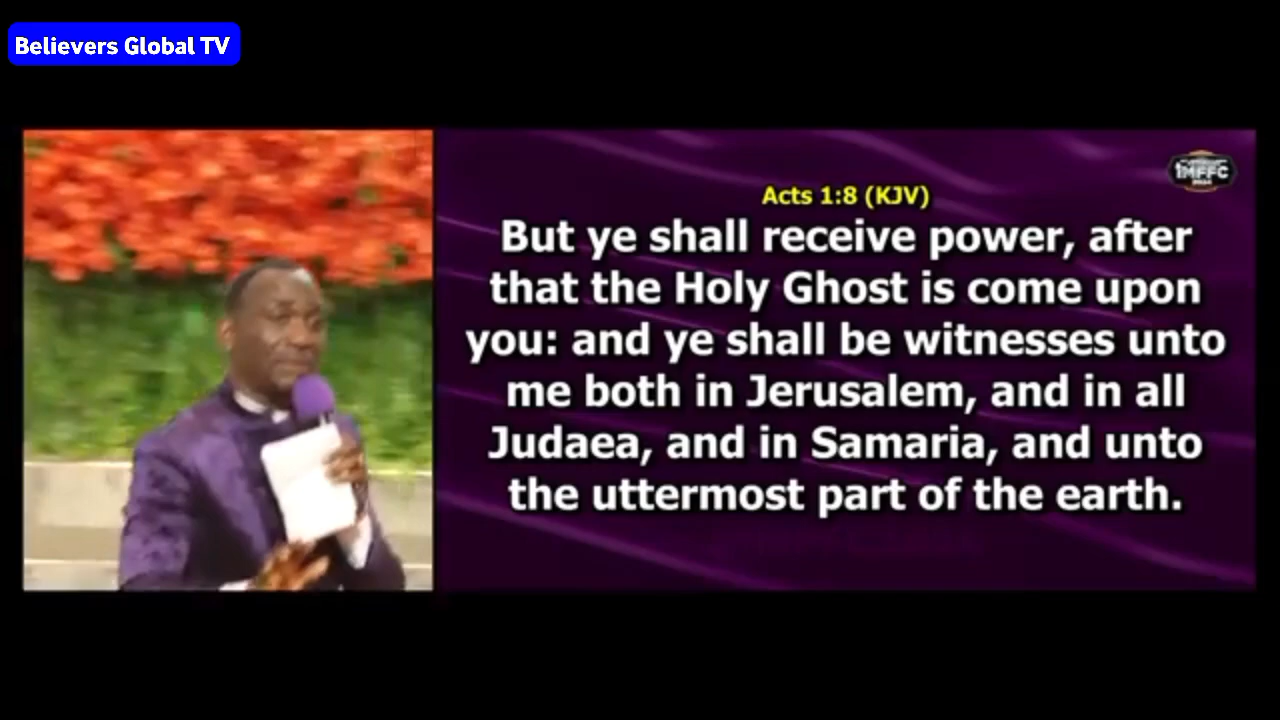 Believers Global TV
IMFFC
Acts 1:8 (KJV)
But ye shall receive power, after
that the Holy Ghost is come upon
you: and ye shall be witnesses unto
me both in Jerusalem, and in all
Judaea, and in Samaria, and unto
the uttermost part of the earth.